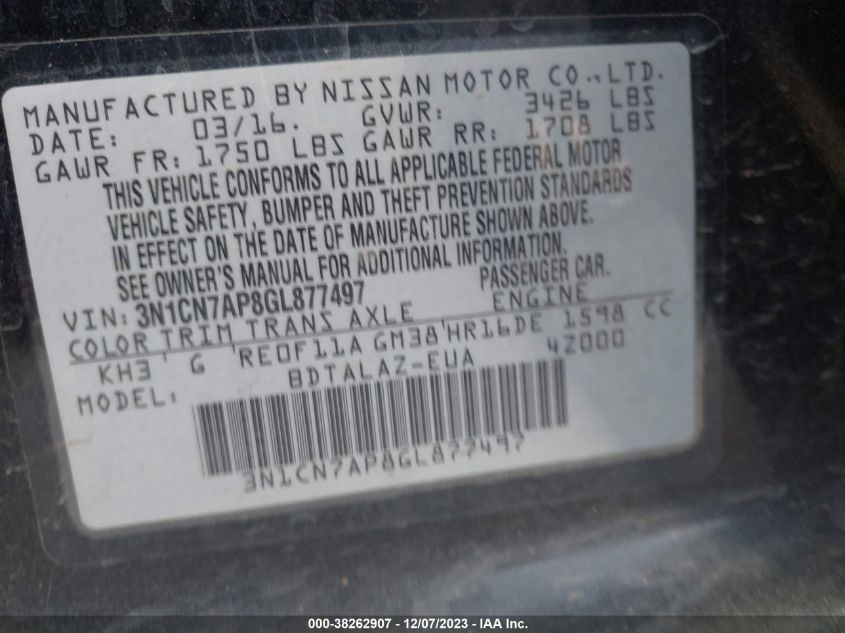 MANUFACTURED BY NISSAN MOTOR CO., LTD.
DATE: 03/16. GVWR: 3426 LBS
GAWR FR: 1750 LBS GAWR RR: 1708 LBS
THIS VEHICLE CONFORMS TO ALL APPLICABLE FEDERAL MOTOR
VEHICLE SAFETY, BUMPER AND THEFT PREVENTION STANDARDS
IN EFFECT ON THE DATE OF MANUFACTURE SHOWN ABOVE.
SEE OWNER'S MANUAL FOR ADDITIONAL INFORMATION.
VIN: 3N1CN7AP8GL877497 PASSENGER CAR.
COLOR TRIM TRANS AXLE ENGINE
KH3 G RE0F11A GM38 HR16DE 1598 CC
MODEL: BDTALAZ-EUA 4Z000
3N1CN7AP8GL877497
000-38262907 - 12/07/2023 - IAA Inc.